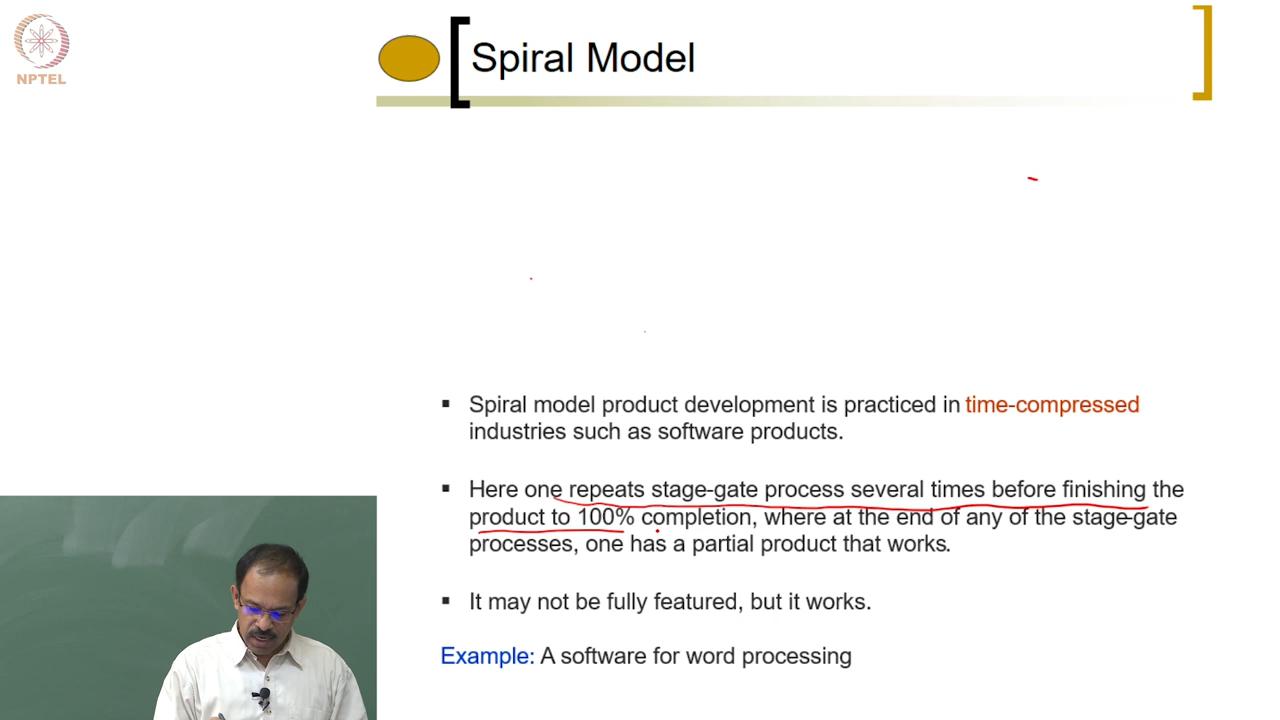 NPTEL
Spiral Model
▪ Spiral model product development is practiced in time-compressed
industries such as software products.
▪ Here one repeats stage-gate process several times before finishing the
product to 100% completion, where at the end of any of the stage-gate
processes, one has a partial product that works.
▪ It may not be fully featured, but it works.
Example: A software for word processing